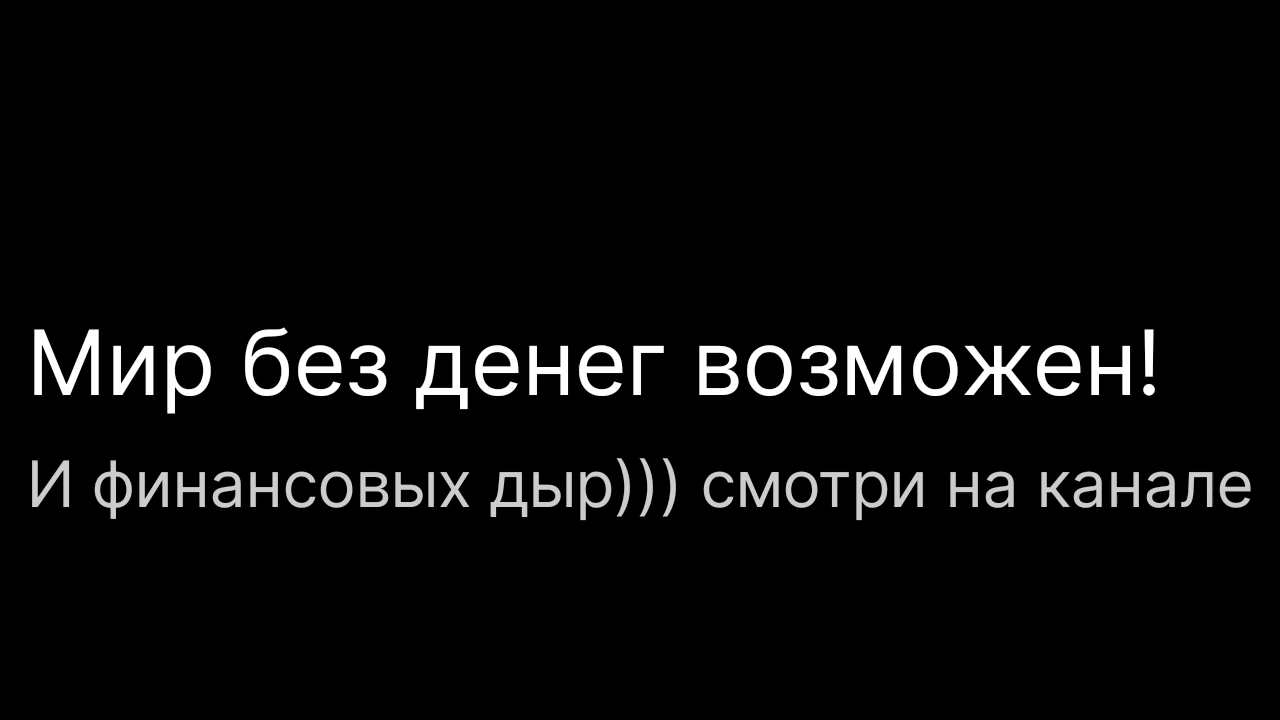 Мир без денег возможен!
И финансовых дыр))) смотри на канале